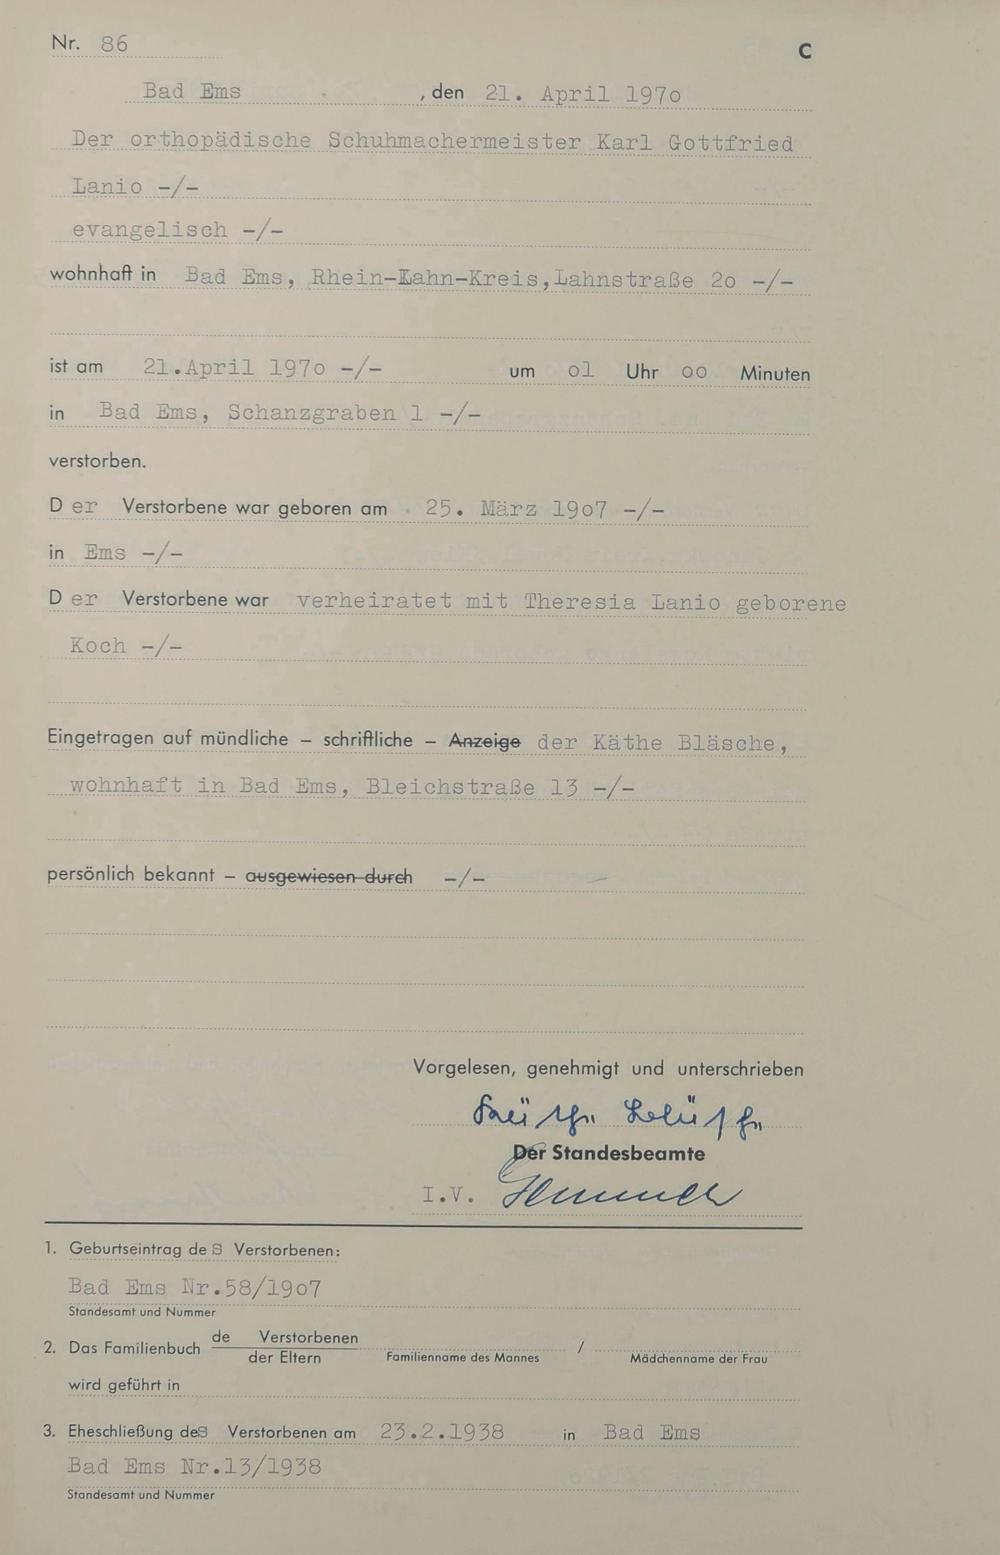 Nr. 86
C
Bad Ems , den 21. April 197o
Der orthopädische Schuhmachermeister Karl Gottfried
Lanio -/-
evangelisch -/-
wohnhaft in Bad Ems, Rhein-Lahn-Kreis, Lahnstraße 2o -/-
ist am 21.April 197o -/- um o1 Uhr oo Minuten
in Bad Ems, Schanzgraben 1 -/-
verstorben.
D er Verstorbene war geboren am 25. März 19o7 -/-
in Ems -/-
D er Verstorbene war verheiratet mit Theresia Lanio geborene
Koch -/-
Eingetragen auf mündliche – schriftliche – Anzeige der Käthe Bläsche,
wohnhaft in Bad Ems, Bleichstraße 13 -/-
persönlich bekannt – ausgewiesen durch -/-
Vorgelesen, genehmigt und unterschrieben
Der Standesbeamte
I.V.
1. Geburtseintrag des Verstorbenen:
Bad Ems Nr.58/19o7
Standesamt und Nummer
2. Das Familienbuch de Verstorbenen
der Eltern Familienname des Mannes / Mädchenname der Frau
wird geführt in
3. Eheschließung des Verstorbenen am 23.2.1938 in Bad Ems
Bad Ems Nr.13/1938
Standesamt und Nummer